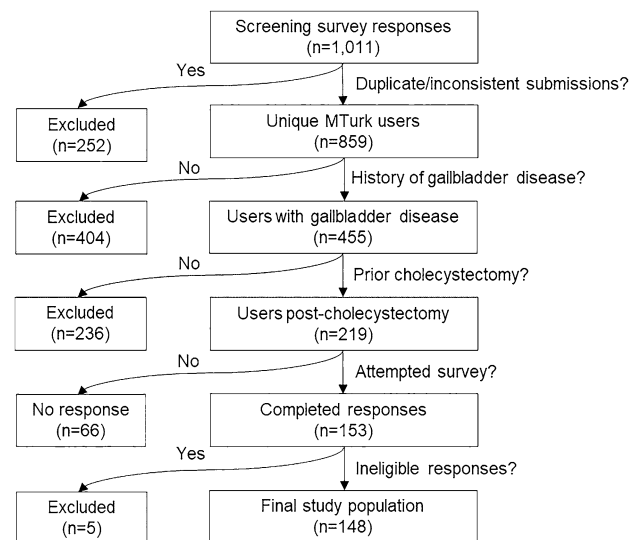 Screening survey responses
(n=1,011)
Yes
Duplicate/inconsistent submissions?
Excluded
(n=252)
Unique MTurk users
(n=859)
No
History of gallbladder disease?
Excluded
(n=404)
Users with gallbladder disease
(n=455)
No
Prior cholecystectomy?
Excluded
(n=236)
Users post-cholecystectomy
(n=219)
No
Attempted survey?
No response
(n=66)
Completed responses
(n=153)
Yes
Ineligible responses?
Excluded
(n=5)
Final study population
(n=148)